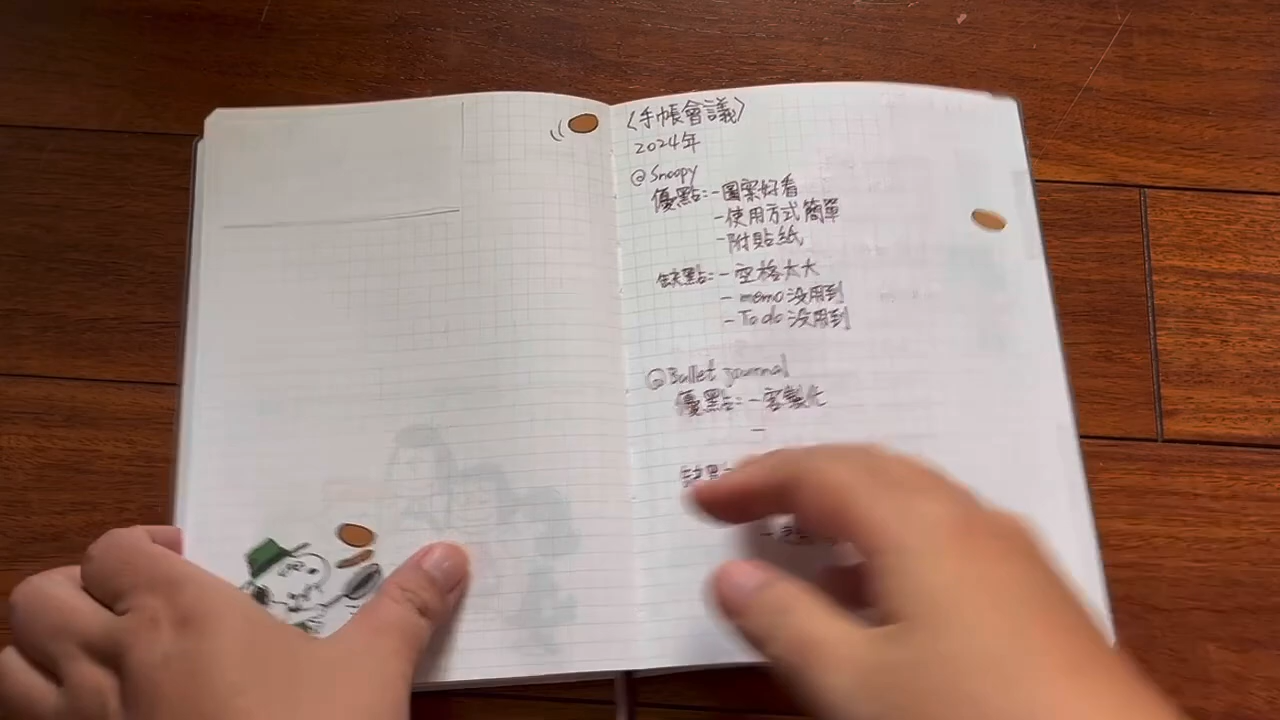 〈手帳會議〉
2024年
@Snoopy
優點:-圖案好看
-使用方式簡單
-附貼紙
缺點:-空格太大
-memo沒用到
-To do沒用到
@Bullet journal
優點:-客製化
-
缺點
-